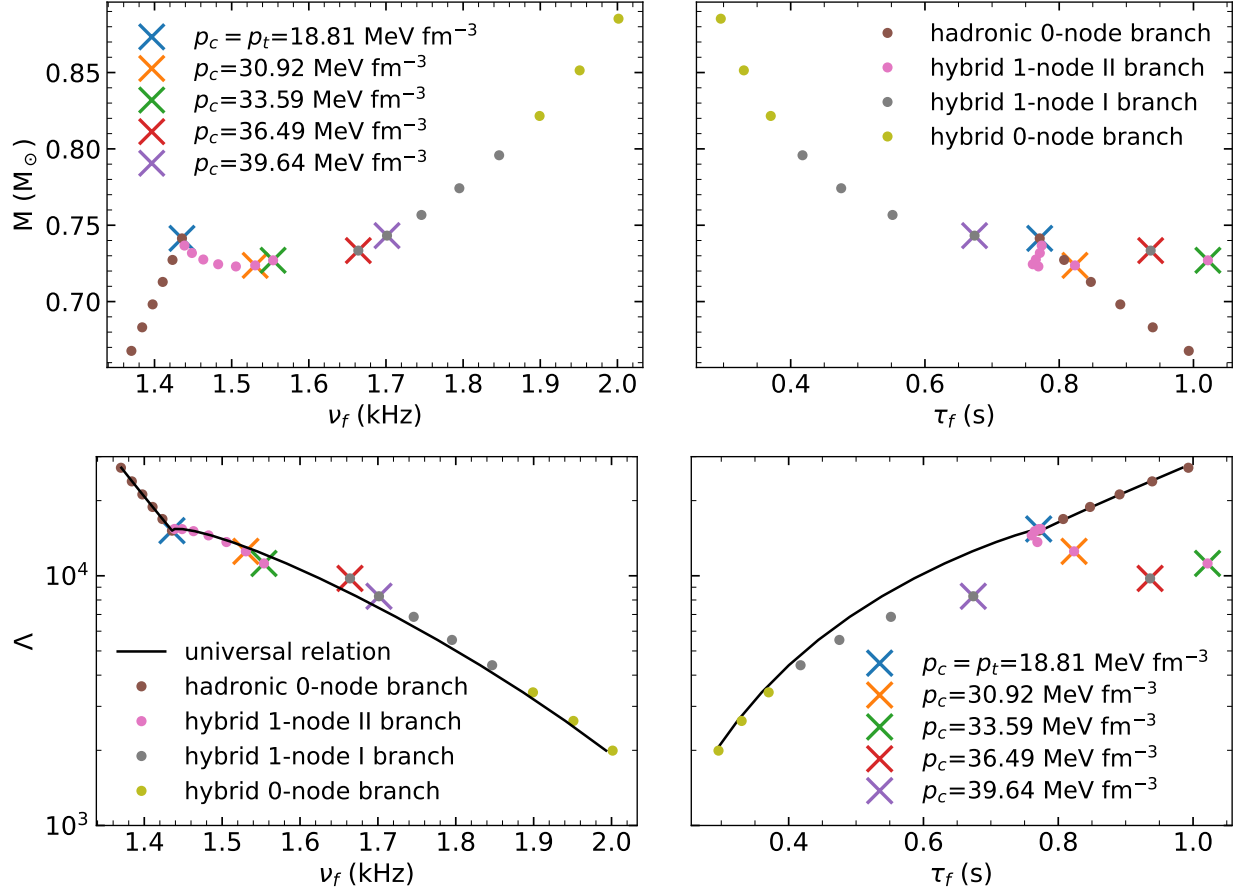 p_c = p_t=18.81 MeV fm⁻³
p_c=30.92 MeV fm⁻³
p_c=33.59 MeV fm⁻³
p_c=36.49 MeV fm⁻³
p_c=39.64 MeV fm⁻³
0.85
0.80
0.75
0.70
M (M⊙)
1.4 1.5 1.6 1.7 1.8 1.9 2.0
ν_f (kHz)
hadronic 0-node branch
hybrid 1-node II branch
hybrid 1-node I branch
hybrid 0-node branch
0.4 0.6 0.8 1.0
τ_f (s)
10⁴
10³
Λ
universal relation
hadronic 0-node branch
hybrid 1-node II branch
hybrid 1-node I branch
hybrid 0-node branch
1.4 1.5 1.6 1.7 1.8 1.9 2.0
ν_f (kHz)
p_c = p_t=18.81 MeV fm⁻³
p_c=30.92 MeV fm⁻³
p_c=33.59 MeV fm⁻³
p_c=36.49 MeV fm⁻³
p_c=39.64 MeV fm⁻³
0.4 0.6 0.8 1.0
τ_f (s)